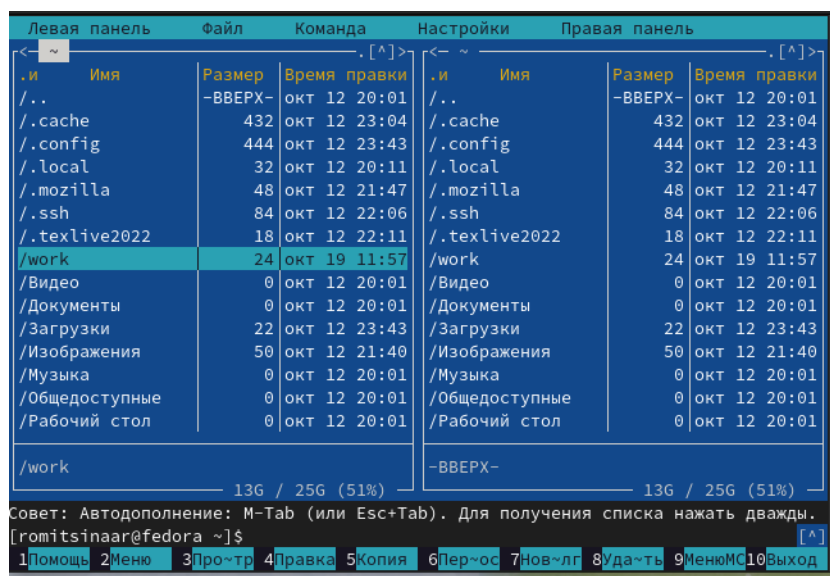 Левая панель Файл Команда Настройки Правая панель
<— ~ .[^]> <— ~ .[^]>
.и Имя Размер Время правки .и Имя Размер Время правки
/.. -ВВЕРХ- окт 12 20:01 /.. -ВВЕРХ- окт 12 20:01
/.cache 432 окт 12 23:04 /.cache 432 окт 12 23:04
/.config 444 окт 12 23:43 /.config 444 окт 12 23:43
/.local 32 окт 12 20:11 /.local 32 окт 12 20:11
/.mozilla 48 окт 12 21:47 /.mozilla 48 окт 12 21:47
/.ssh 84 окт 12 22:06 /.ssh 84 окт 12 22:06
/.texlive2022 18 окт 12 22:11 /.texlive2022 18 окт 12 22:11
/work 24 окт 19 11:57 /work 24 окт 19 11:57
/Видео 0 окт 12 20:01 /Видео 0 окт 12 20:01
/Документы 0 окт 12 20:01 /Документы 0 окт 12 20:01
/Загрузки 22 окт 12 23:43 /Загрузки 22 окт 12 23:43
/Изображения 50 окт 12 21:40 /Изображения 50 окт 12 21:40
/Музыка 0 окт 12 20:01 /Музыка 0 окт 12 20:01
/Общедоступные 0 окт 12 20:01 /Общедоступные 0 окт 12 20:01
/Рабочий стол 0 окт 12 20:01 /Рабочий стол 0 окт 12 20:01
/work -ВВЕРХ-
13G / 25G (51%) 13G / 25G (51%)
Совет: Автодополнение: M-Tab (или Esc+Tab). Для получения списка нажать дважды.
[romitsinaar@fedora ~]$ [^]
1Помощь 2Меню 3Про~тр 4Правка 5Копия 6Пер~ос 7Нов~лг 8Уда~ть 9МенюMC 10Выход